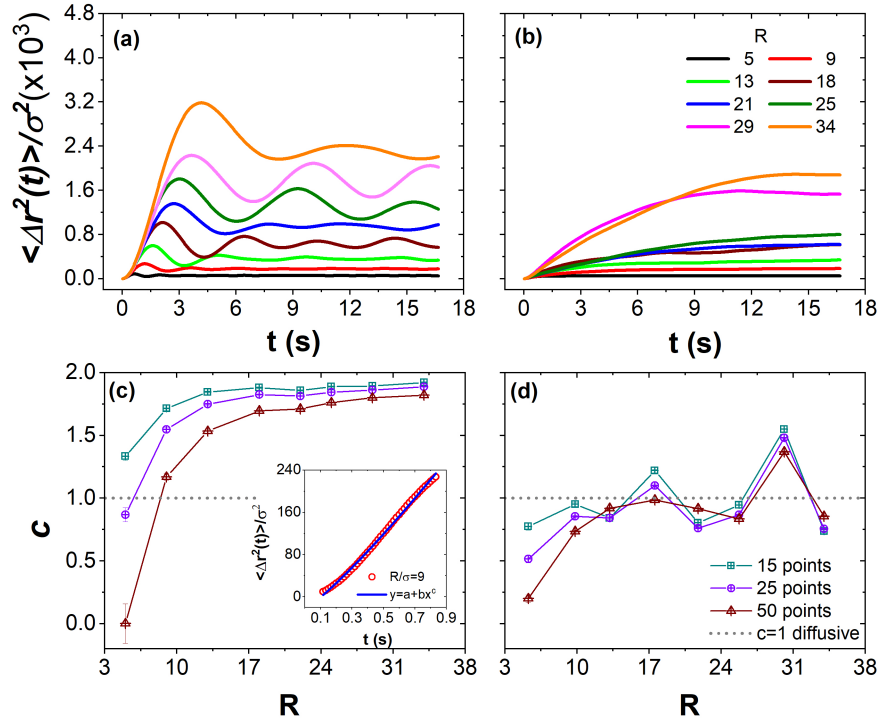 (a)
<Δr²(t)>/σ²(x10³)
4.8
4.0
3.2
2.4
1.6
0.8
0.0
0 3 6 9 12 15 18
t (s)
(b)
R
5 9
13 18
21 25
29 34
0 3 6 9 12 15 18
t (s)
(c)
c
2.0
1.5
1.0
0.5
0.0
3 10 17 24 31 38
R
<Δr²(t)>/σ²
240
160
80
0
R/σ=9
y=a+bxᶜ
0.1 0.3 0.4 0.6 0.7 0.9
t (s)
(d)
15 points
25 points
50 points
c=1 diffusive
3 10 17 24 31 38
R